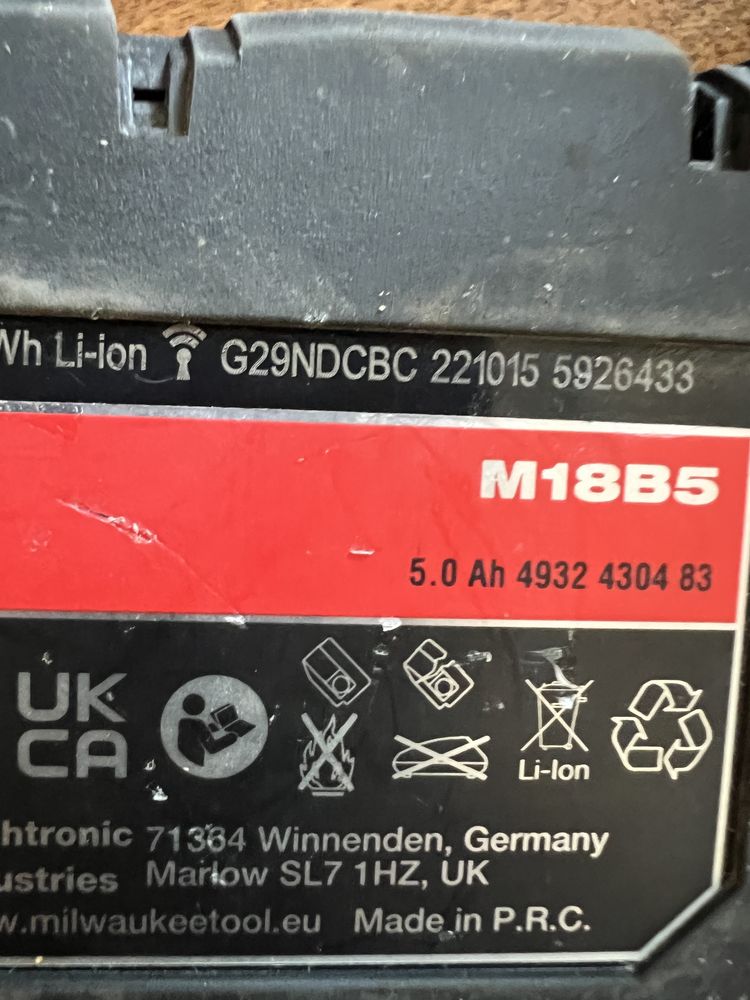 Wh Li-ion G29NDCBC 221015 5926433
M18B5
5.0 Ah 4932 4304 83
UK
CA
Li-Ion
htronic 71364 Winnenden, Germany
ustries Marlow SL7 1HZ, UK
w.milwaukeetool.eu Made in P.R.C.